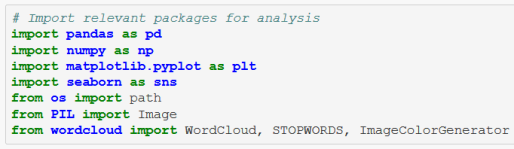 # Import relevant packages for analysis
import pandas as pd
import numpy as np
import matplotlib.pyplot as plt
import seaborn as sns
from os import path
from PIL import Image
from wordcloud import WordCloud, STOPWORDS, ImageColorGenerator